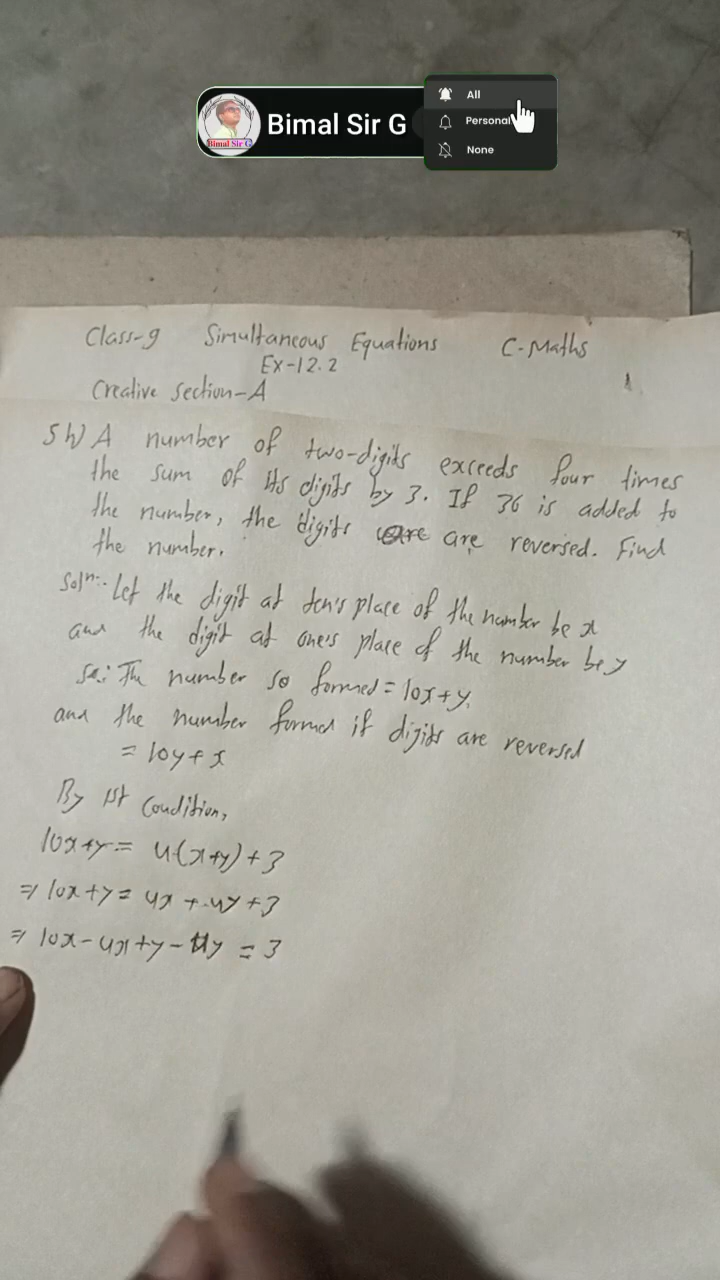 Bimal Sir G
All
Personal
None
Bimal Sir G
Class-9 Simultaneous Equations C-Maths
Ex-12.2
Creative Section-A
5 h) A number of two-digits exceeds four times
the sum of its digits by 3. If 36 is added to
the number, the digits are are reversed. Find
the number.
Solⁿ:- Let the digit at ten's place of the number be x
and the digit at one's place of the number be y
So: The number so formed = 10x+y.
and the number formed if digits are reversed
= 10y + x
By 1st Condition,
10x+y = 4(x+y)+3
⇒ 10x+y = 4x + 4y+3
⇒ 10x-4x+y-4y = 3